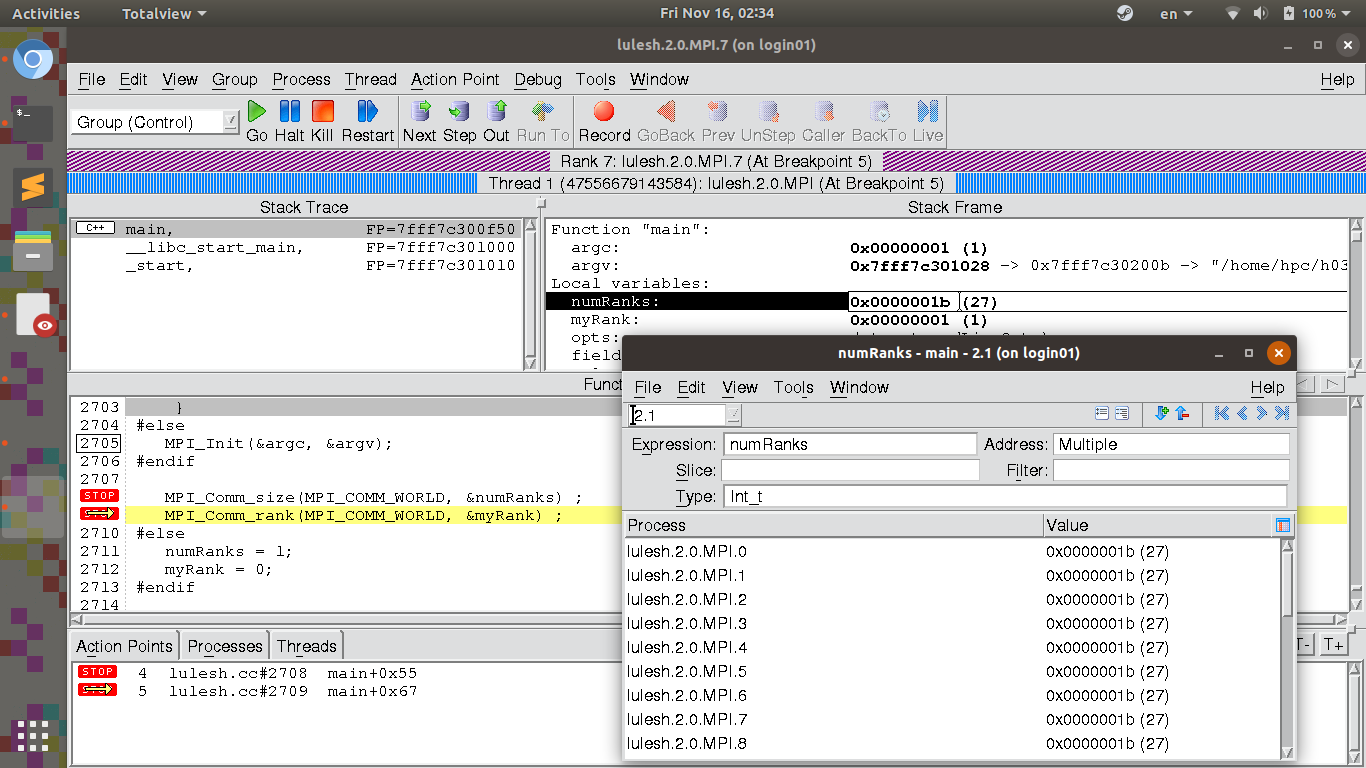 Activities Totalview Fri Nov 16, 02:34 en 100%
lulesh.2.0.MPI.7 (on login01)
File Edit View Group Process Thread Action Point Debug Tools Window Help
Group (Control) Go Halt Kill Restart Next Step Out Run To Record GoBack Prev UnStep Caller BackTo Live
Rank 7: lulesh.2.0.MPI.7 (At Breakpoint 5)
Thread 1 (47556679143584): lulesh.2.0.MPI (At Breakpoint 5)
Stack Trace
C++ main, FP=7fff7c300f50
__libc_start_main, FP=7fff7c301000
_start, FP=7fff7c301010
Stack Frame
Function "main":
argc: 0x00000001 (1)
argv: 0x7fff7c301028 -> 0x7fff7c30200b -> "/home/hpc/h03
Local variables:
numRanks: 0x0000001b (27)
myRank: 0x00000001 (1)
opts:
field
Funct
2703 }
2704 #else
2705 MPI_Init(&argc, &argv);
2706 #endif
2707
STOP MPI_Comm_size(MPI_COMM_WORLD, &numRanks) ;
MPI_Comm_rank(MPI_COMM_WORLD, &myRank) ;
2710 #else
2711 numRanks = 1;
2712 myRank = 0;
2713 #endif
2714
Action Points Processes Threads T- T+
STOP 4 lulesh.cc#2708 main+0x55
5 lulesh.cc#2709 main+0x67
numRanks - main - 2.1 (on login01)
File Edit View Tools Window Help
2.1
Expression: numRanks Address: Multiple
Slice: Filter:
Type: Int_t
Process Value
lulesh.2.0.MPI.0 0x0000001b (27)
lulesh.2.0.MPI.1 0x0000001b (27)
lulesh.2.0.MPI.2 0x0000001b (27)
lulesh.2.0.MPI.3 0x0000001b (27)
lulesh.2.0.MPI.4 0x0000001b (27)
lulesh.2.0.MPI.5 0x0000001b (27)
lulesh.2.0.MPI.6 0x0000001b (27)
lulesh.2.0.MPI.7 0x0000001b (27)
lulesh.2.0.MPI.8 0x0000001b (27)